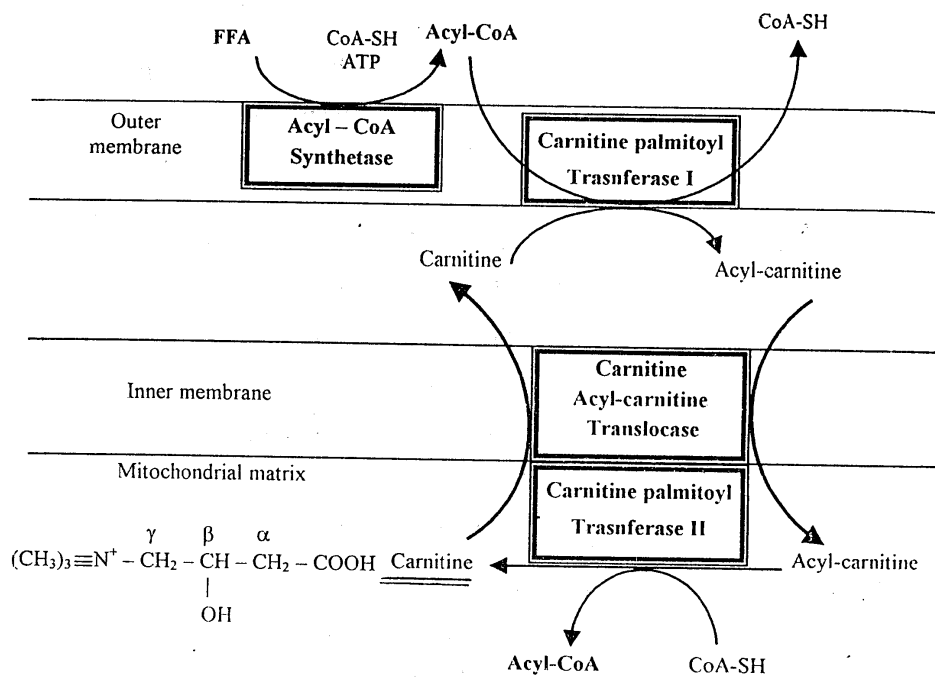 FFA
CoA-SH
ATP
Acyl-CoA
CoA-SH
Outer
membrane
Acyl – CoA
Synthetase
Carnitine palmitoyl
Trasnferase I
Carnitine
Acyl-carnitine
Inner membrane
Carnitine
Acyl-carnitine
Translocase
Mitochondrial matrix
Carnitine palmitoyl
Trasnferase II
γ β α
(CH₃)₃≡N⁺ – CH₂ – CH – CH₂ – COOH Carnitine
|
OH
Acyl-carnitine
Acyl-CoA
CoA-SH